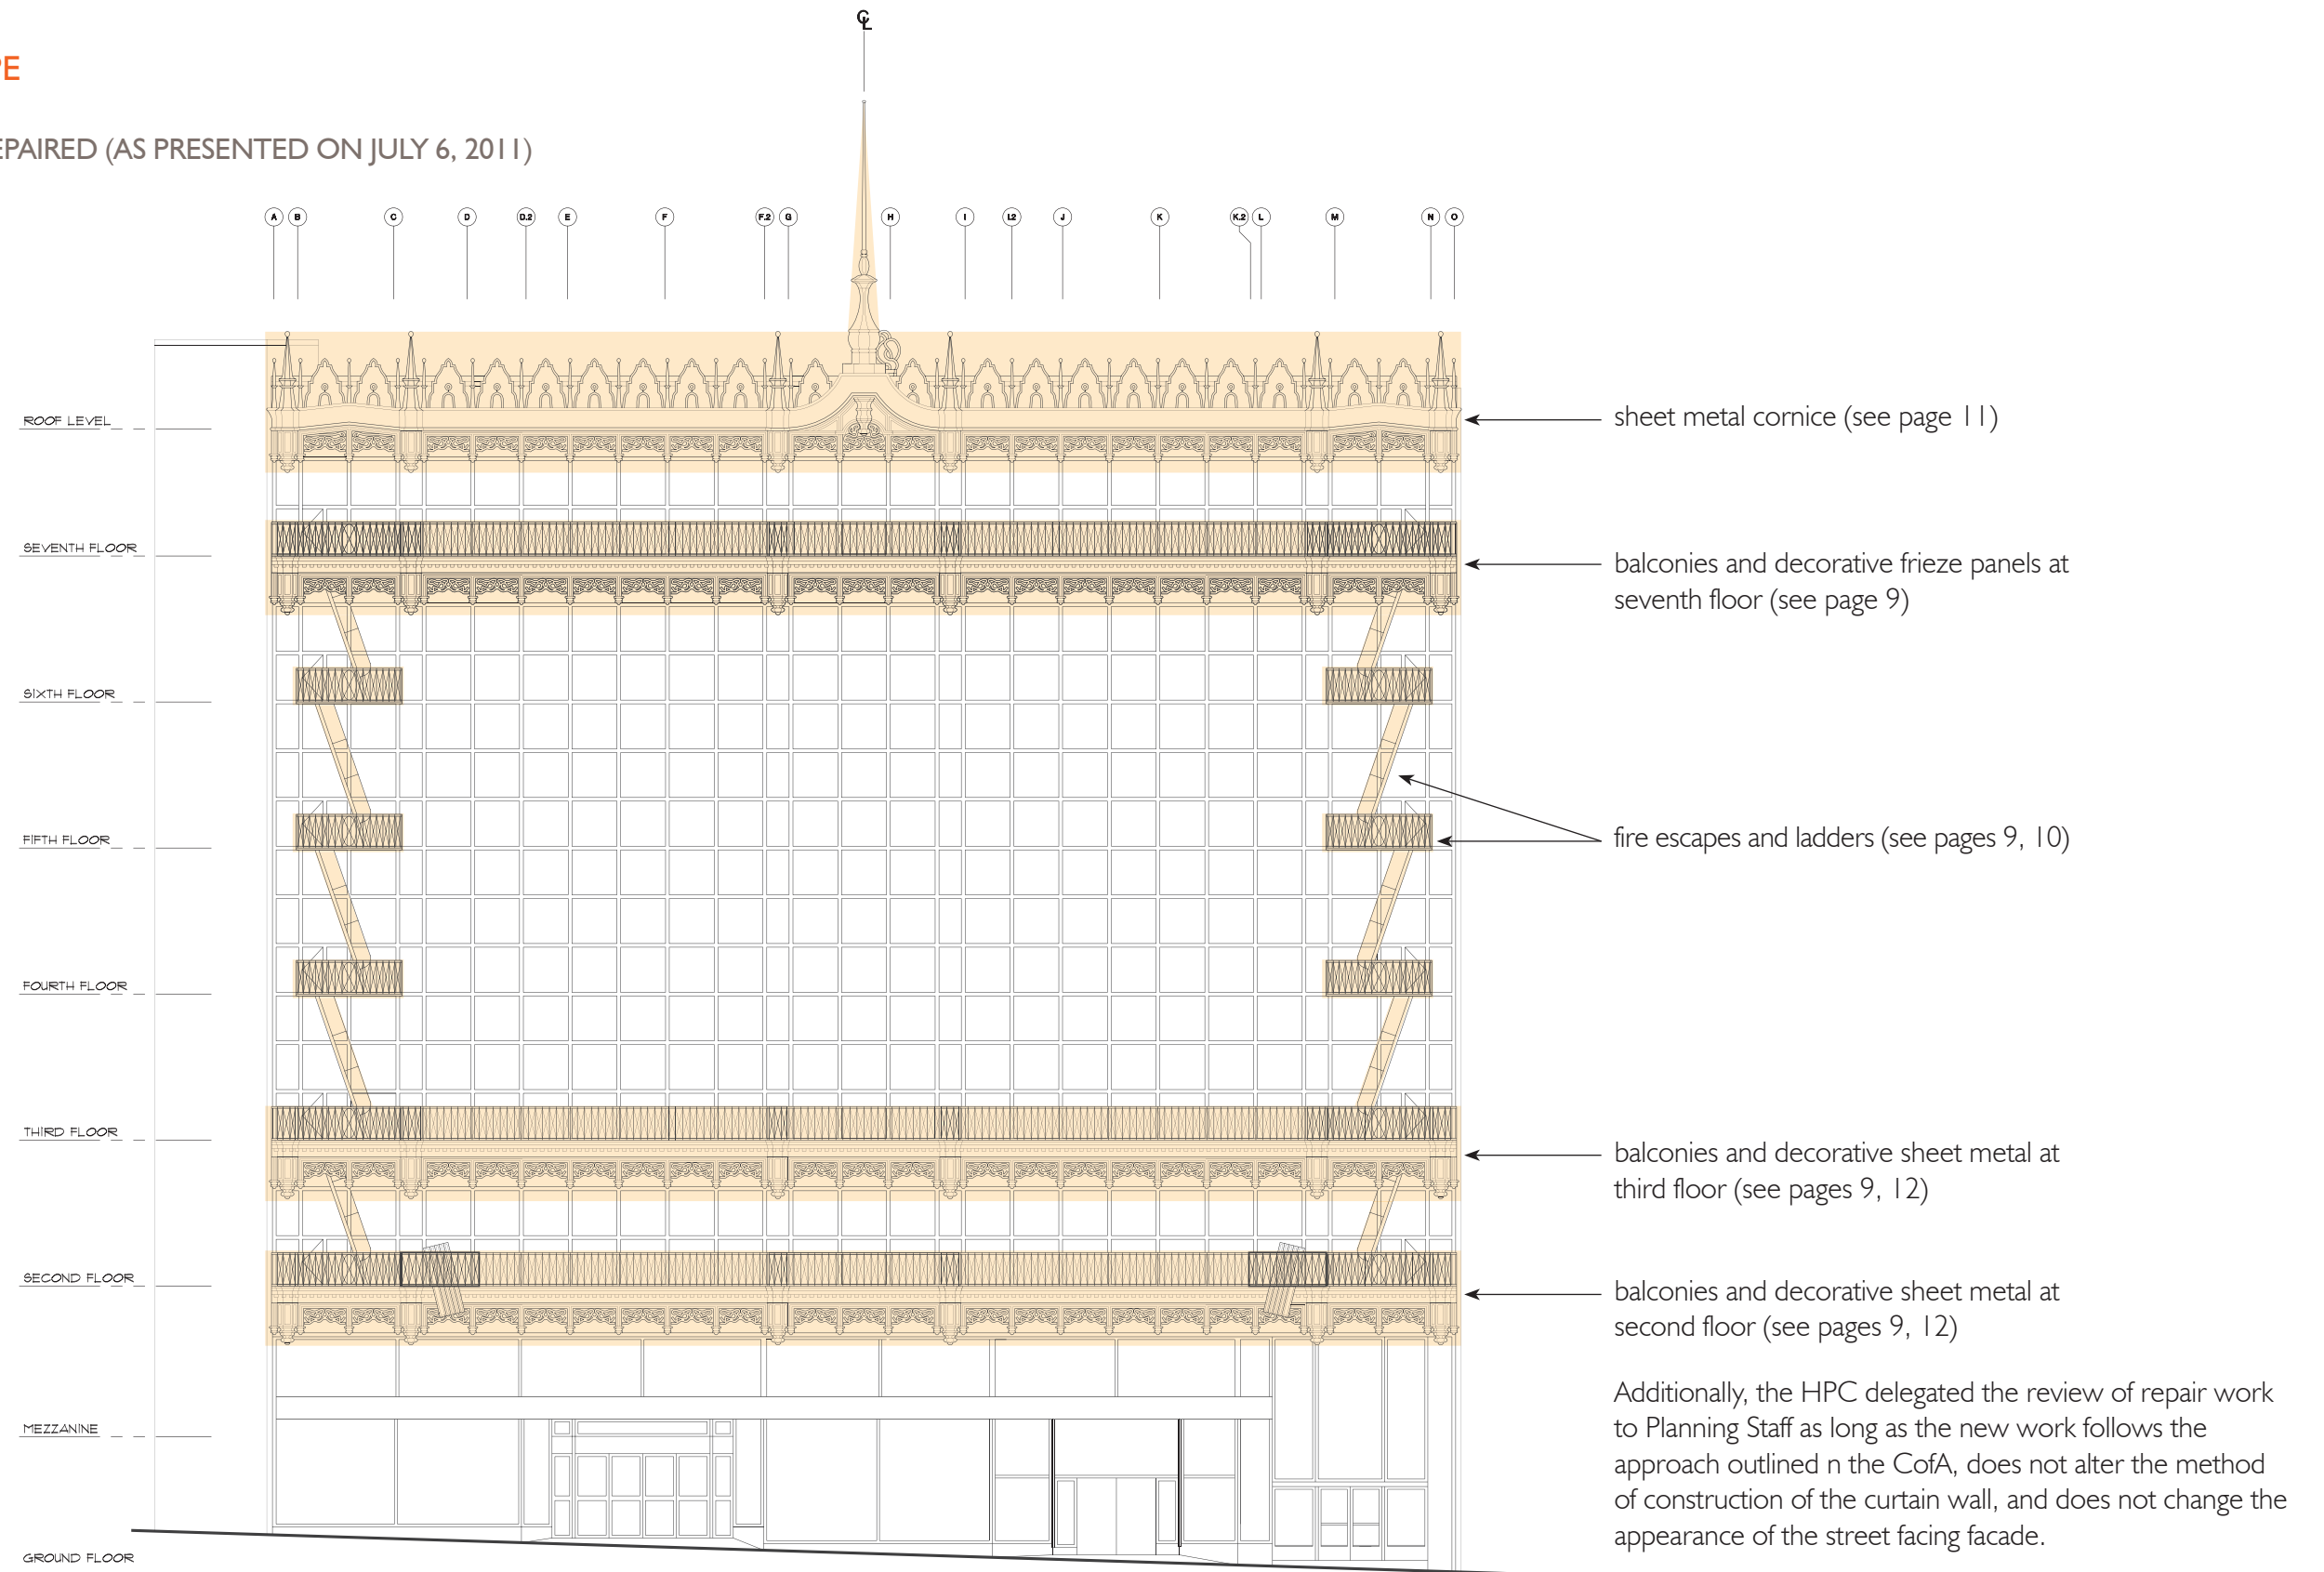 CL
PE
EPAIRED (AS PRESENTED ON JULY 6, 2011)
A B C D D.2 E F F.2 G H I I.2 J K K.2 L M N O
ROOF LEVEL
sheet metal cornice (see page 11)
SEVENTH FLOOR
balconies and decorative frieze panels at
seventh floor (see page 9)
SIXTH FLOOR
FIFTH FLOOR
fire escapes and ladders (see pages 9, 10)
FOURTH FLOOR
THIRD FLOOR
balconies and decorative sheet metal at
third floor (see pages 9, 12)
SECOND FLOOR
balconies and decorative sheet metal at
second floor (see pages 9, 12)
Additionally, the HPC delegated the review of repair work
to Planning Staff as long as the new work follows the
approach outlined n the CofA, does not alter the method
of construction of the curtain wall, and does not change the
appearance of the street facing facade.
MEZZANINE
GROUND FLOOR